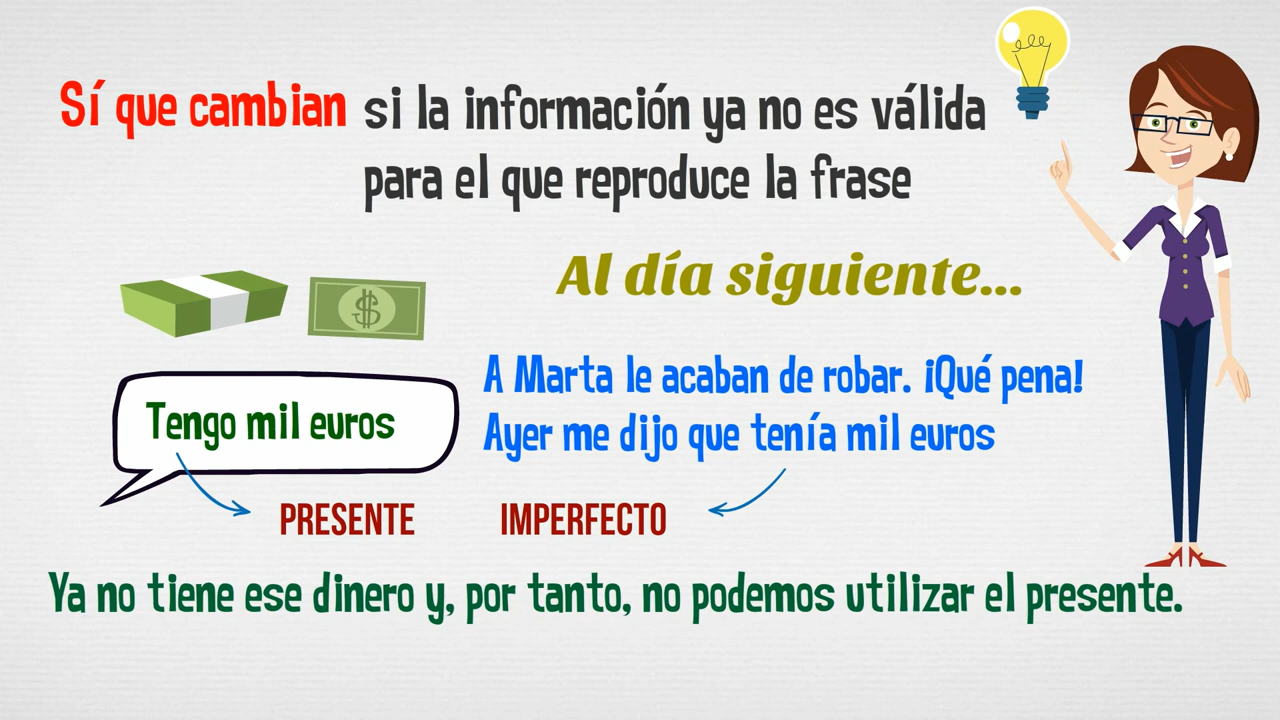 Sí que cambian si la información ya no es válida
para el que reproduce la frase
Al día siguiente...
Tengo mil euros
A Marta le acaban de robar. ¡Qué pena!
Ayer me dijo que tenía mil euros
PRESENTE
IMPERFECTO
Ya no tiene ese dinero y, por tanto, no podemos utilizar el presente.